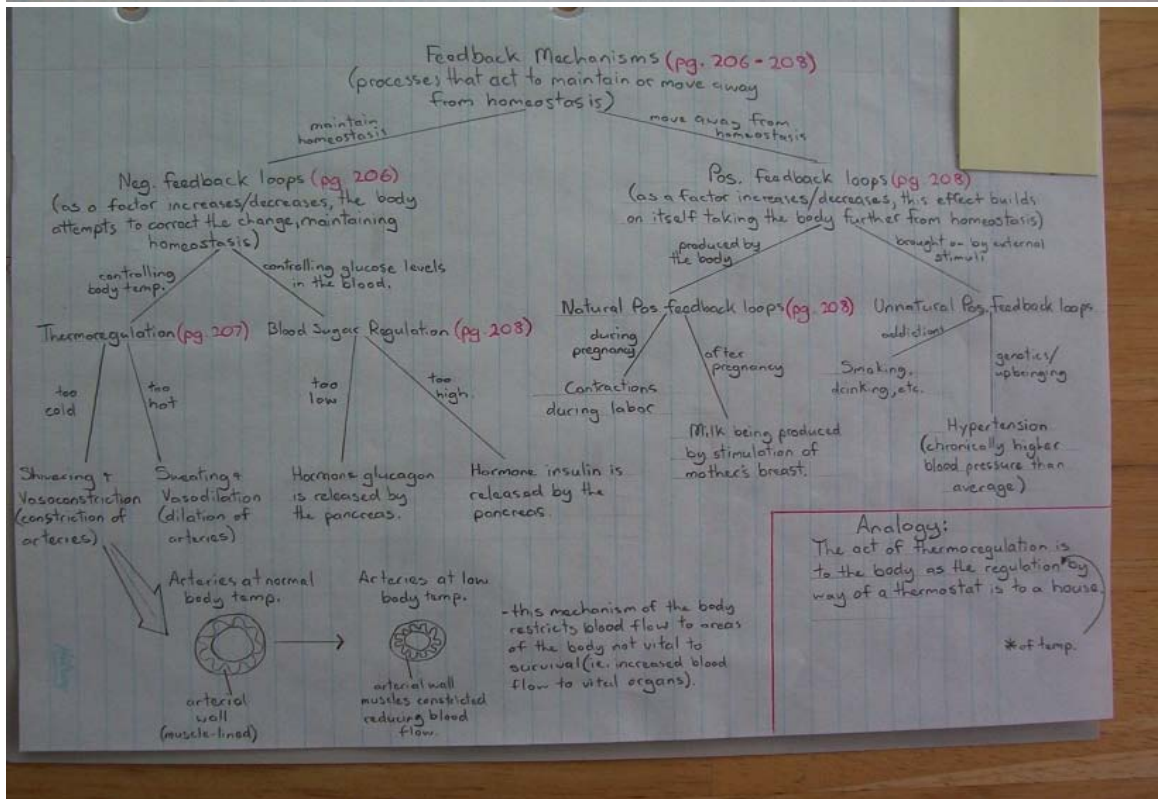 Feedback Mechanisms (pg. 206-208)
(processes that act to maintain or move away
from homeostasis)
maintain
homeostasis
move away from
homeostasis
Neg. feedback loops (pg. 206)
(as a factor increases/decreases, the body
attempts to correct the change, maintaining
homeostasis)
Pos. feedback loops (pg. 208)
(as a factor increases/decreases, this effect builds
on itself taking the body further from homeostasis)
controlling
body temp.
controlling glucose levels
in the blood.
produced by
the body
brought on by external
stimuli
Thermoregulation (pg. 207)
Blood Sugar Regulation (pg. 208)
Natural Pos. feedback loops (pg. 208)
Unnatural Pos. feedback loops
too
cold
too
hot
too
low
too
high.
during
pregnancy
after
pregnancy
addictions
genetics/
upbringing
Shivering +
Vasoconstriction
(constriction of
arteries)
Sweating +
Vasodilation
(dilation of
arteries)
Hormone glucagon
is released by
the pancreas.
Hormone insulin is
released by the
pancreas
Contractions
during labor
Milk being produced
by stimulation of
mother's breast.
Smoking,
drinking, etc.
Hypertension
(chronically higher
blood pressure than
average)
Arteries at normal
body temp.
arterial
wall
(muscle-lined)
Arteries at low
body temp.
arterial wall
muscles constricted
reducing blood
flow.
-this mechanism of the body
restricts blood flow to areas
of the body not vital to
survival (ie. increased blood
flow to vital organs).
Analogy:
The act of thermoregulation is
to the body as the regulation* by
way of a thermostat is to a house.
*of temp.